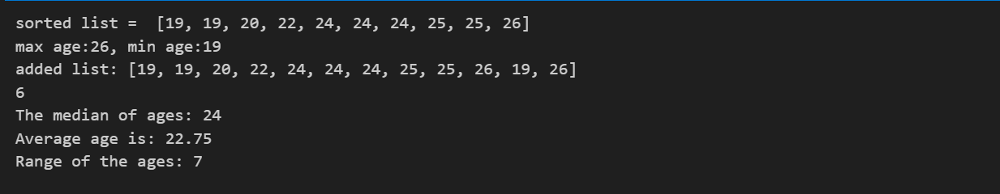 sorted list =  [19, 19, 20, 22, 24, 24, 24, 25, 25, 26]
max age:26, min age:19
added list: [19, 19, 20, 22, 24, 24, 24, 25, 25, 26, 19, 26]
6
The median of ages: 24
Average age is: 22.75
Range of the ages: 7